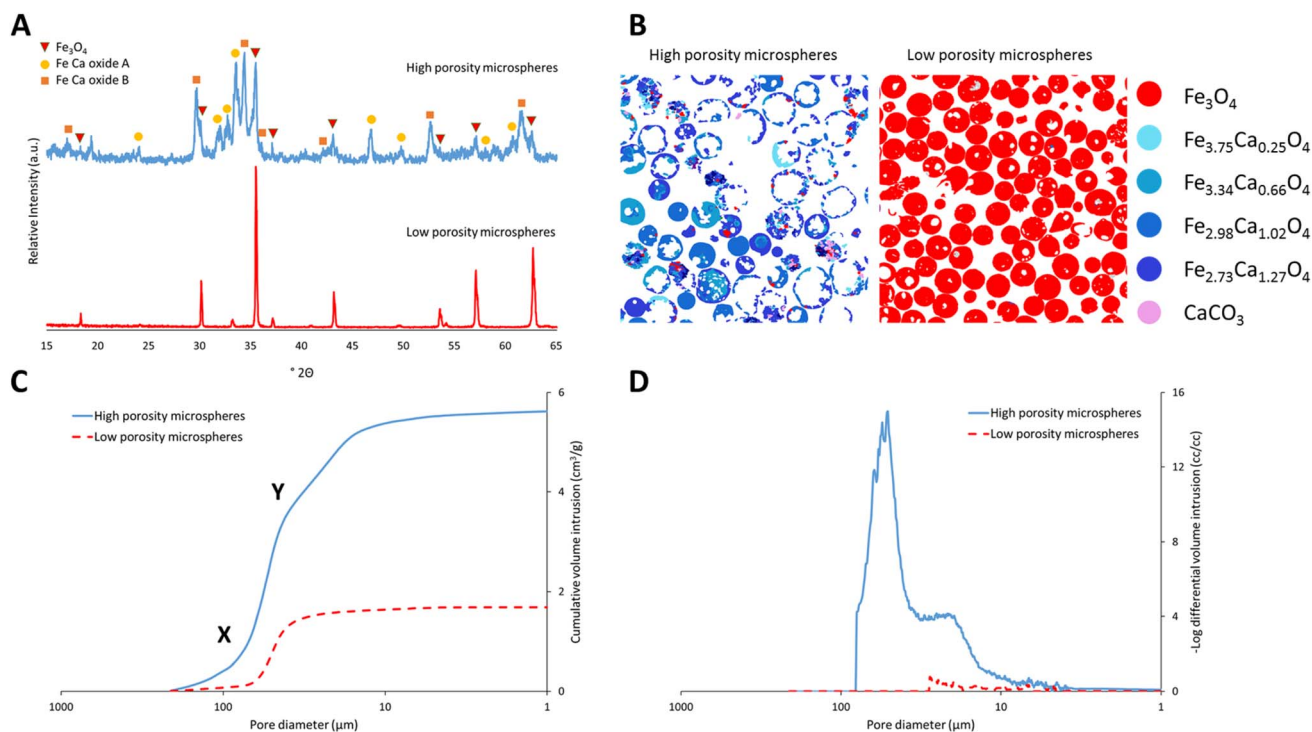 A
Fe₃O₄
Fe Ca oxide A
Fe Ca oxide B
High porosity microspheres
Low porosity microspheres
Relative Intensity (a.u.)
15 20 25 30 35 40 45 50 55 60 65
° 2Θ
B
High porosity microspheres Low porosity microspheres
Fe₃O₄
Fe₃.₇₅Ca₀.₂₅O₄
Fe₃.₃₄Ca₀.₆₆O₄
Fe₂.₉₈Ca₁.₀₂O₄
Fe₂.₇₃Ca₁.₂₇O₄
CaCO₃
C
High porosity microspheres
Low porosity microspheres
X
Y
6
4
2
0
Cumulative volume intrusion (cm³/g)
1000 100 10 1
Pore diameter (µm)
D
High porosity microspheres
Low porosity microspheres
16
12
8
4
0
-Log differential volume intrusion (cc/cc)
1000 100 10 1
Pore diameter (µm)